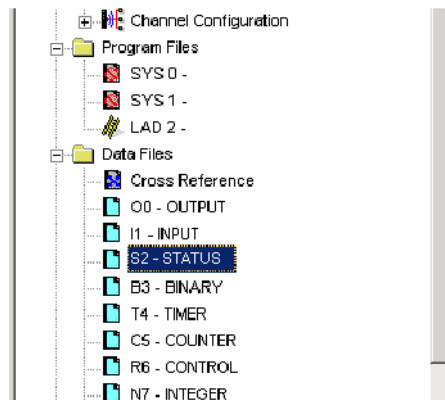 Channel Configuration
Program Files
SYS 0 -
SYS 1 -
LAD 2 -
Data Files
Cross Reference
O0 - OUTPUT
I1 - INPUT
S2 - STATUS
B3 - BINARY
T4 - TIMER
C5 - COUNTER
R6 - CONTROL
N7 - INTEGER